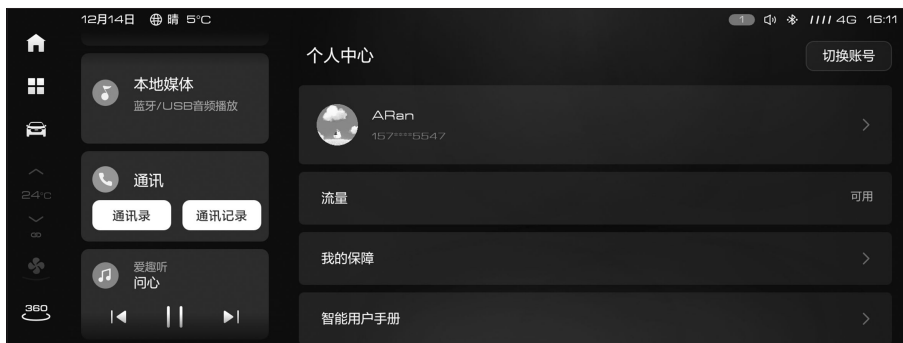 12月14日 晴 5°C
1 4G 16:11
个人中心
切换账号
本地媒体
蓝牙/USB音频播放
ARan
157****5547
通讯
通讯录 通讯记录
24°C
流量 可用
我的保障
爱趣听
问心
智能用户手册
360